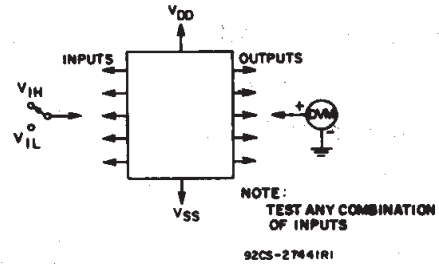 VDD
INPUTS
OUTPUTS
VIH
VIL
+
DVM
-
VSS
NOTE:
TEST ANY COMBINATION
OF INPUTS
92CS-27441R1